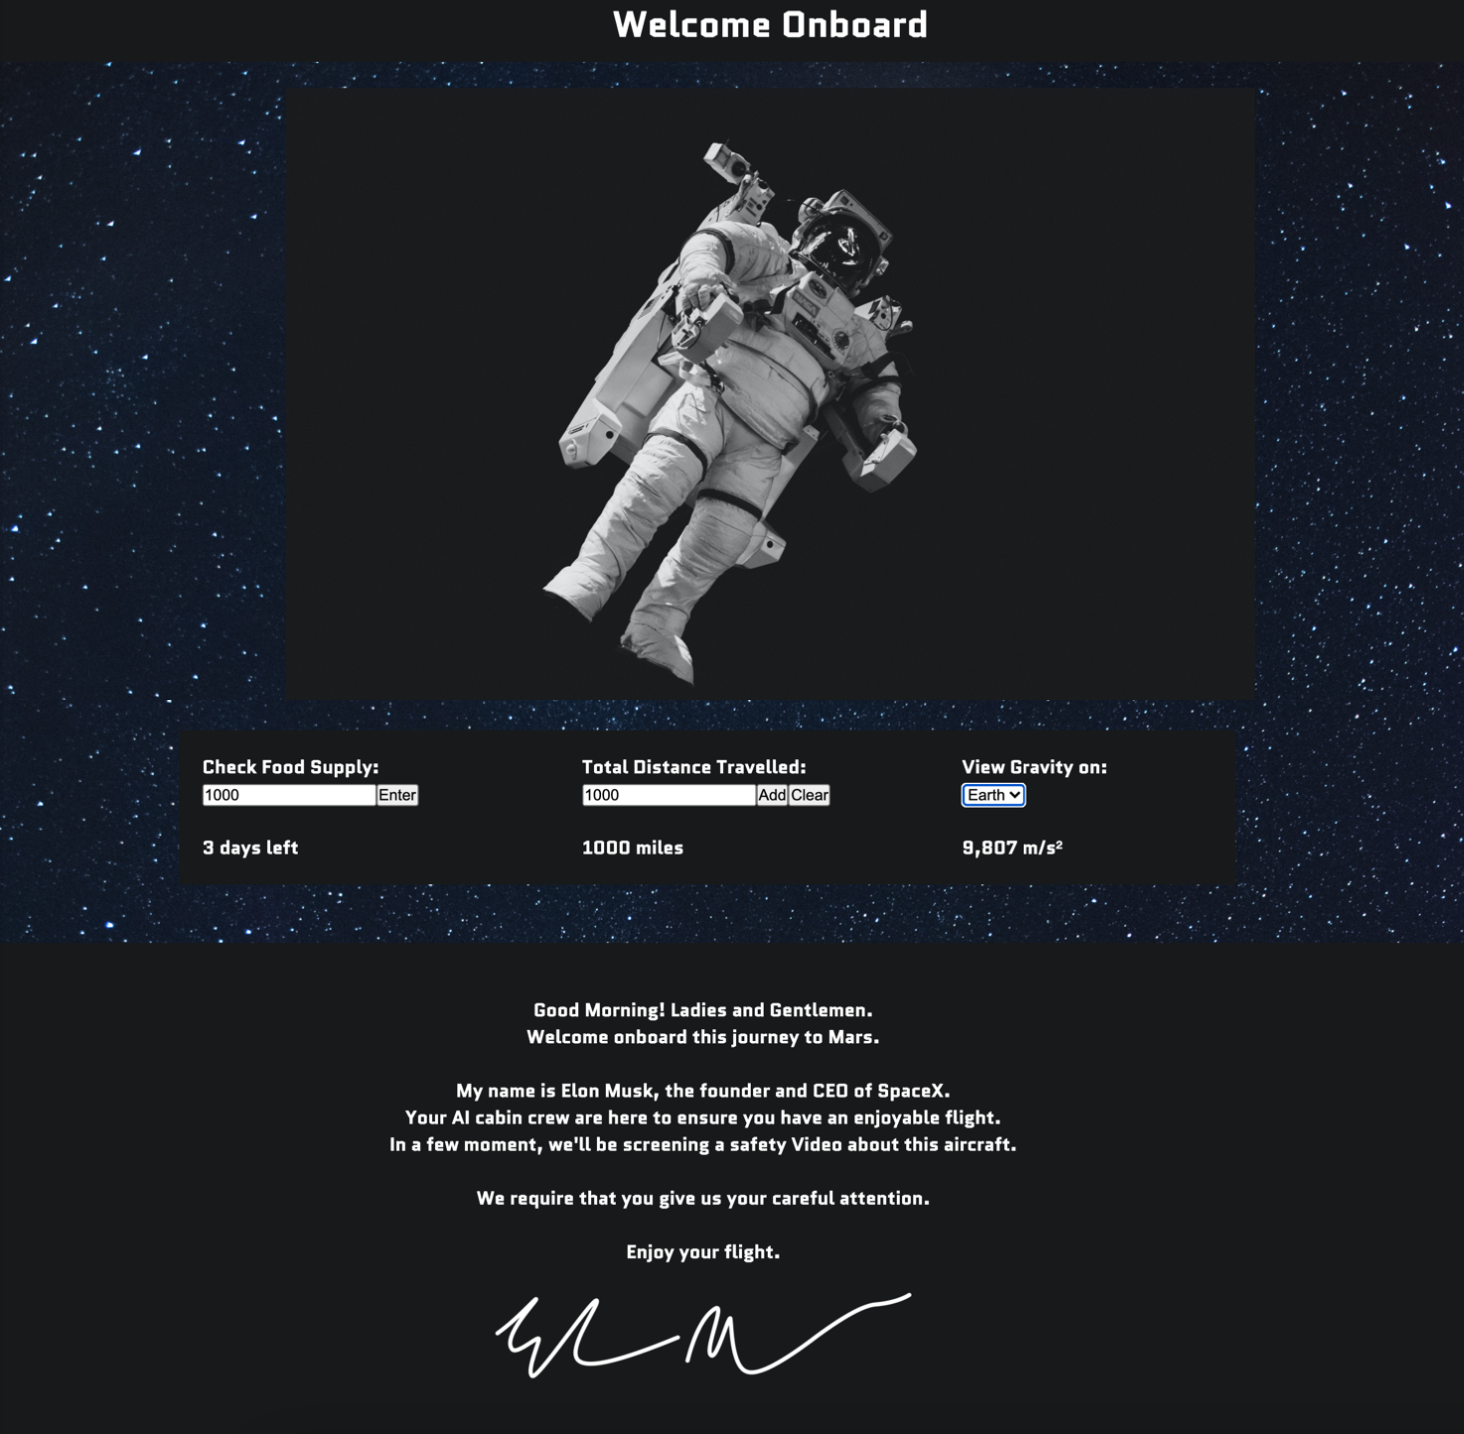 Welcome Onboard
Check Food Supply:
1000 Enter
3 days left
Total Distance Travelled:
1000 Add Clear
1000 miles
View Gravity on:
Earth
9,807 m/s²
Good Morning! Ladies and Gentlemen.
Welcome onboard this journey to Mars.
My name is Elon Musk, the founder and CEO of SpaceX.
Your AI cabin crew are here to ensure you have an enjoyable flight.
In a few moment, we'll be screening a safety Video about this aircraft.
We require that you give us your careful attention.
Enjoy your flight.